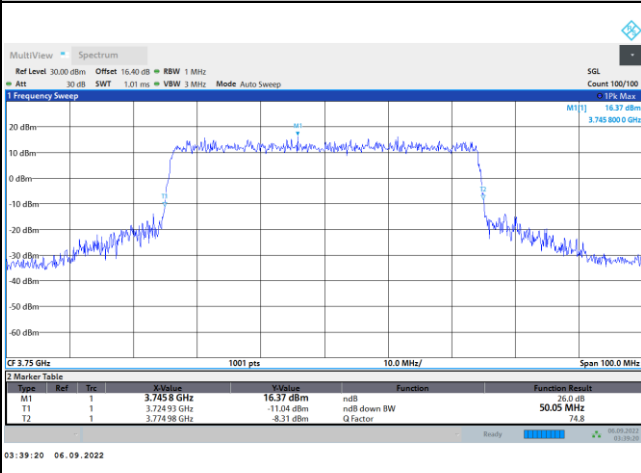 MultiView Spectrum
Ref Level 30.00 dBm Offset 16.40 dB RBW 1 MHz SGL
Att 30 dB SWT 1.01 ms VBW 3 MHz Mode Auto Sweep Count 100/100
1 Frequency Sweep 1Pk Max
M1[1] 16.37 dBm
3.745 800 0 GHz
M1
20 dBm
10 dBm
0 dBm
T1 T2
-10 dBm
-20 dBm
-30 dBm
-40 dBm
-50 dBm
-60 dBm
CF 3.75 GHz 1001 pts 10.0 MHz/ Span 100.0 MHz
2 Marker Table
Type Ref Trc X-Value Y-Value Function Function Result
M1 1 3.745 8 GHz 16.37 dBm ndB 26.0 dB
T1 1 3.724 93 GHz -11.04 dBm ndB down BW 50.05 MHz
T2 1 3.774 98 GHz -8.31 dBm Q Factor 74.8
Ready 06.09.2022
03:39:20
03:39:20 06.09.2022